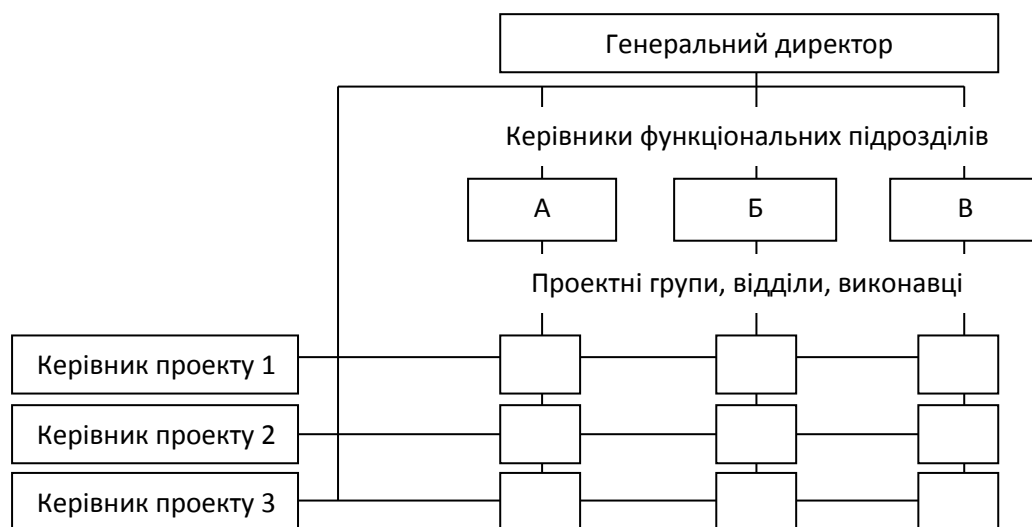 Генеральний директор
Керівники функціональних підрозділів
А
Б
В
Проектні групи, відділи, виконавці
Керівник проекту 1
Керівник проекту 2
Керівник проекту 3